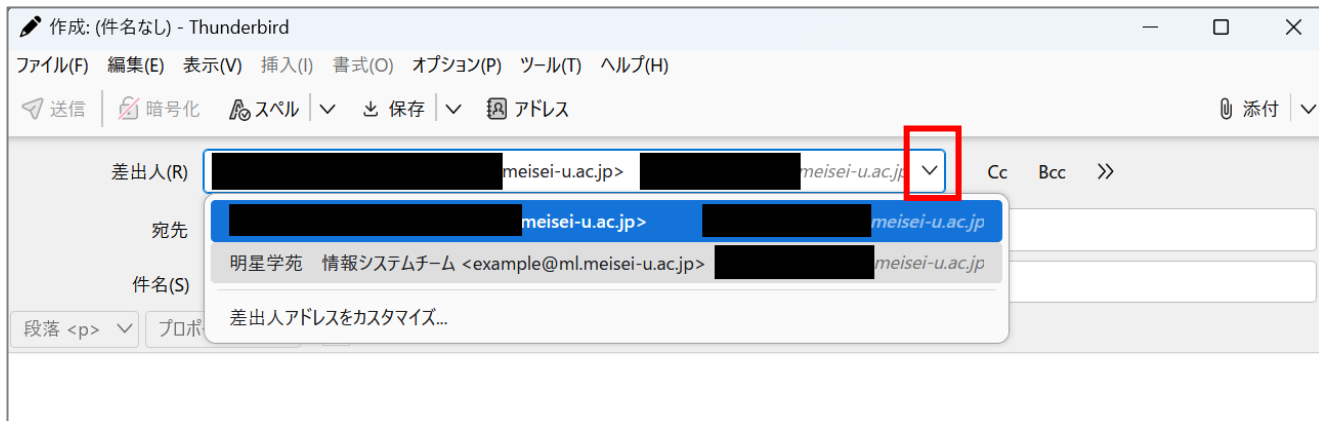 作成: (件名なし) - Thunderbird
ファイル(F) 編集(E) 表示(V) 挿入(I) 書式(O) オプション(P) ツール(T) ヘルプ(H)
送信 暗号化 スペル 保存 アドレス 添付
差出人(R) meisei-u.ac.jp> meisei-u.ac.jp Cc Bcc
宛先 meisei-u.ac.jp> meisei-u.ac.jp
明星学苑 情報システムチーム <example@ml.meisei-u.ac.jp> meisei-u.ac.jp
件名(S)
差出人アドレスをカスタマイズ...
段落 <p> プロポ